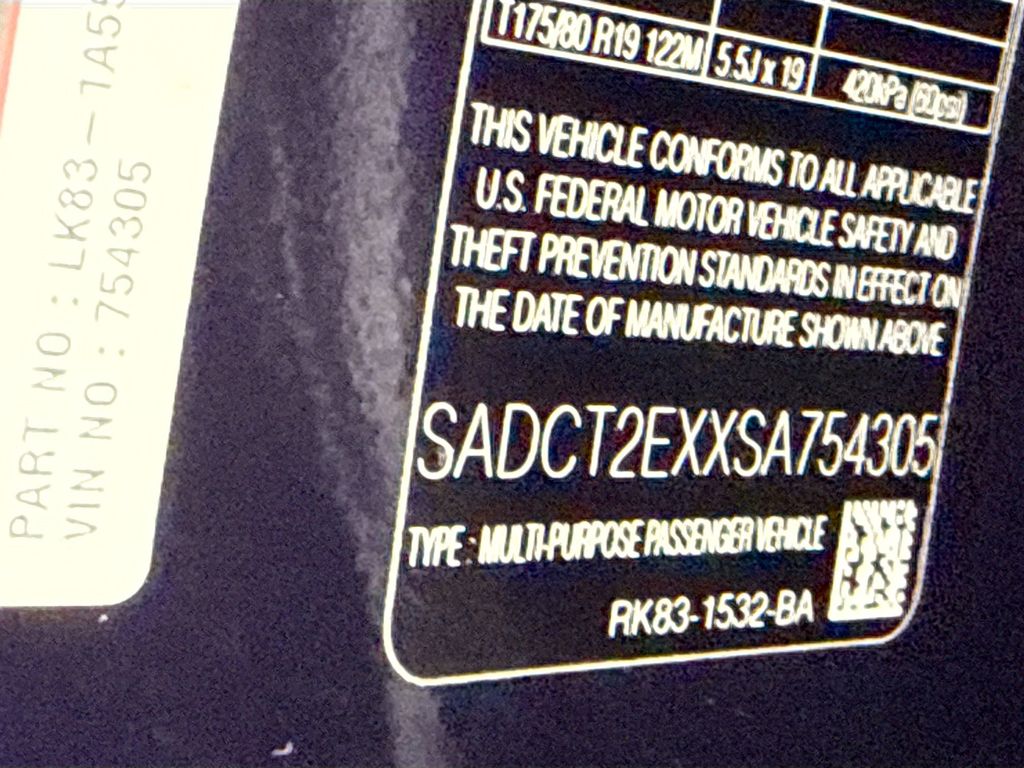 PART NO : LK83-1A5
VIN NO : 754305
T175/80 R19 122M 5.5J x 19 420kPa (60psi)
THIS VEHICLE CONFORMS TO ALL APPLICABLE
U.S. FEDERAL MOTOR VEHICLE SAFETY AND
THEFT PREVENTION STANDARDS IN EFFECT ON
THE DATE OF MANUFACTURE SHOWN ABOVE
SADCT2EXXSA754305
TYPE : MULTI-PURPOSE PASSENGER VEHICLE
RK83-1532-BA